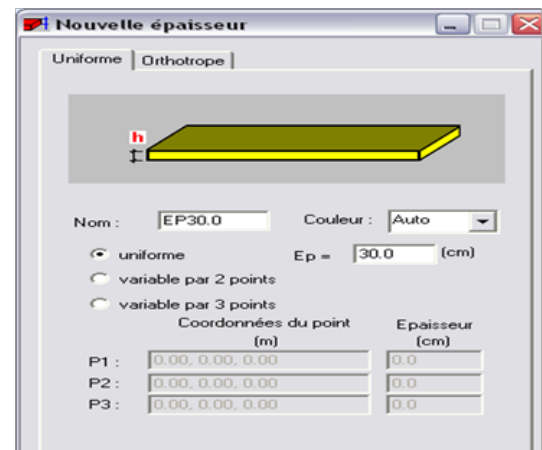 Nouvelle épaisseur
Uniforme Orthotrope
h
Nom : EP30.0 Couleur : Auto
uniforme Ep = 30.0 (cm)
variable par 2 points
variable par 3 points
Coordonnées du point Epaisseur
(m) (cm)
P1 : 0.00, 0.00, 0.00 0.0
P2 : 0.00, 0.00, 0.00 0.0
P3 : 0.00, 0.00, 0.00 0.0